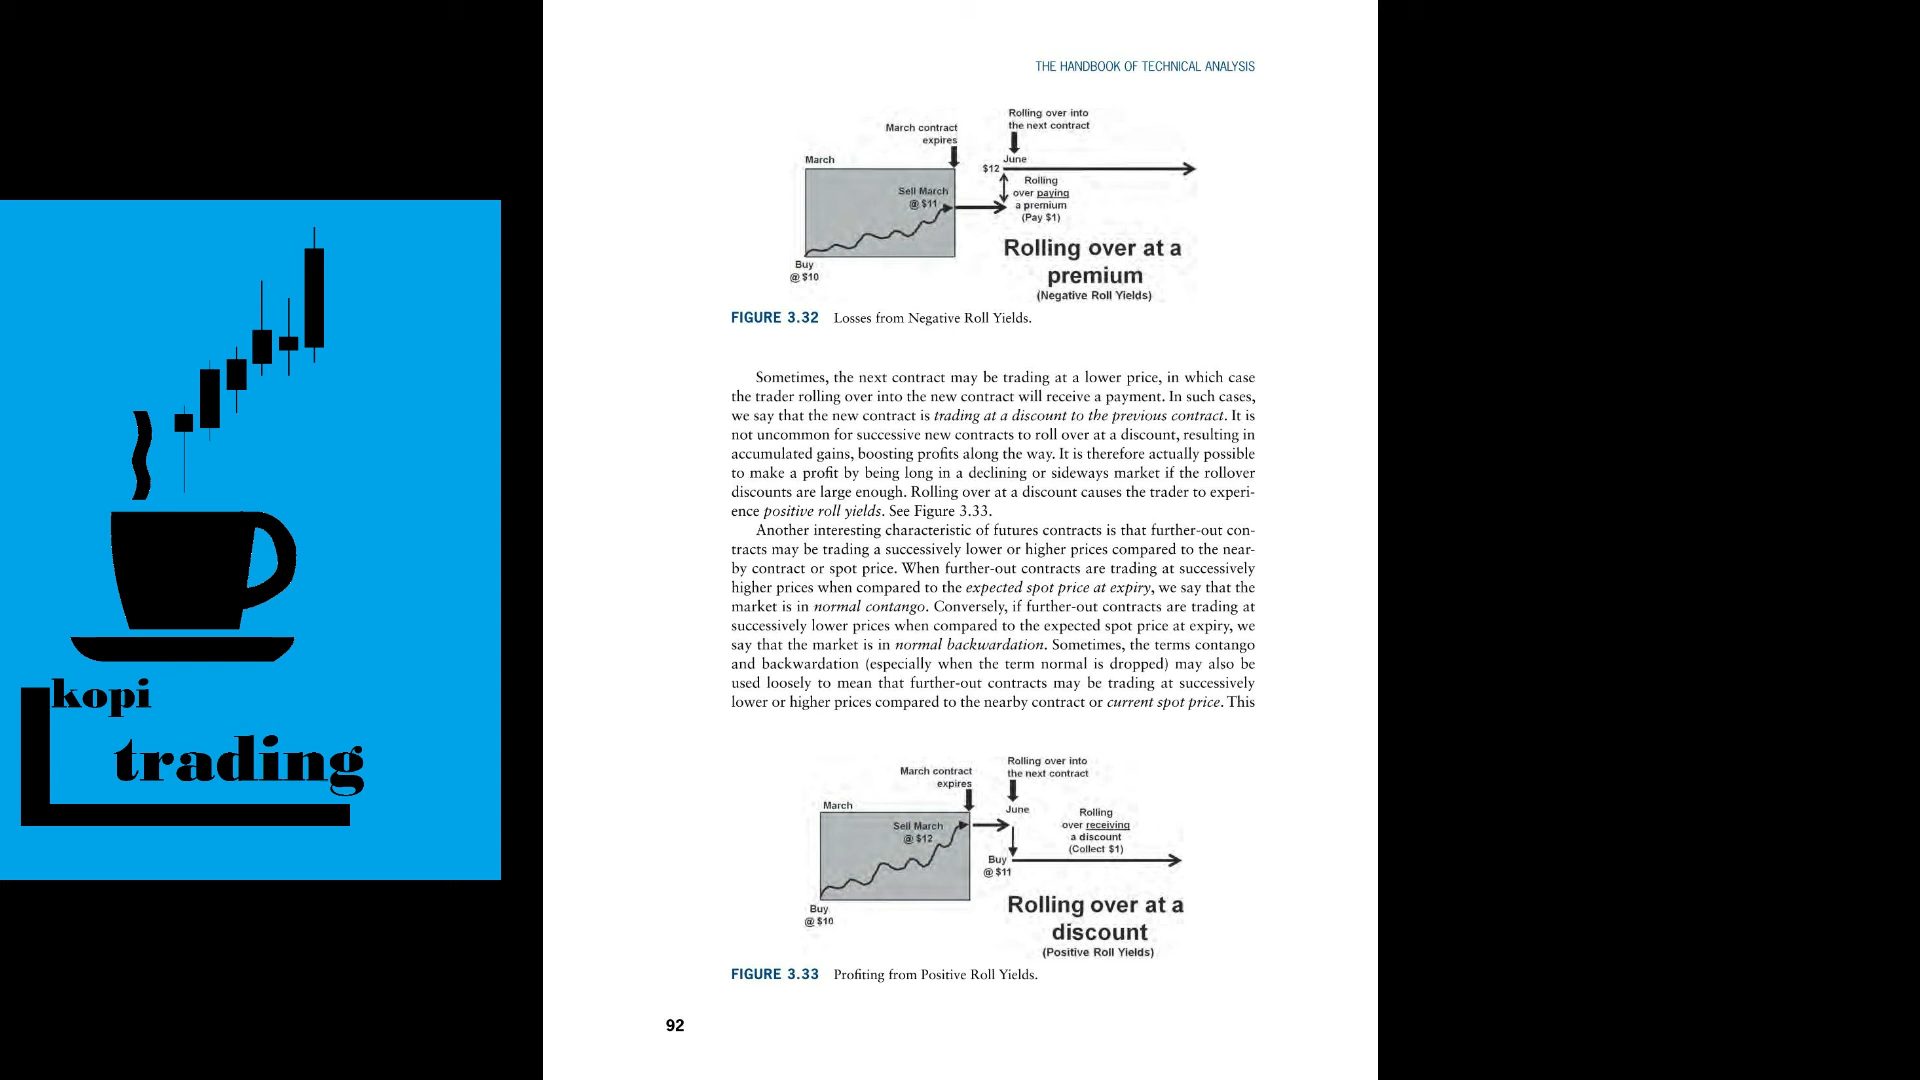 kopi
trading
THE HANDBOOK OF TECHNICAL ANALYSIS
Rolling over into
the next contract
March contract
expires
March
June
$12
Rolling
over paying
a premium
(Pay $1)
Sell March
@ $11
Buy
@ $10
Rolling over at a
premium
(Negative Roll Yields)
FIGURE 3.32 Losses from Negative Roll Yields.
Sometimes, the next contract may be trading at a lower price, in which case
the trader rolling over into the new contract will receive a payment. In such cases,
we say that the new contract is trading at a discount to the previous contract. It is
not uncommon for successive new contracts to roll over at a discount, resulting in
accumulated gains, boosting profits along the way. It is therefore actually possible
to make a profit by being long in a declining or sideways market if the rollover
discounts are large enough. Rolling over at a discount causes the trader to experi-
ence positive roll yields. See Figure 3.33.
Another interesting characteristic of futures contracts is that further-out con-
tracts may be trading a successively lower or higher prices compared to the near-
by contract or spot price. When further-out contracts are trading at successively
higher prices when compared to the expected spot price at expiry, we say that the
market is in normal contango. Conversely, if further-out contracts are trading at
successively lower prices when compared to the expected spot price at expiry, we
say that the market is in normal backwardation. Sometimes, the terms contango
and backwardation (especially when the term normal is dropped) may also be
used loosely to mean that further-out contracts may be trading at successively
lower or higher prices compared to the nearby contract or current spot price. This
Rolling over into
the next contract
March contract
expires
March
June
Rolling
over receiving
a discount
(Collect $1)
Sell March
@ $12
Buy
@ $11
Buy
@ $10
Rolling over at a
discount
(Positive Roll Yields)
FIGURE 3.33 Profiting from Positive Roll Yields.
92